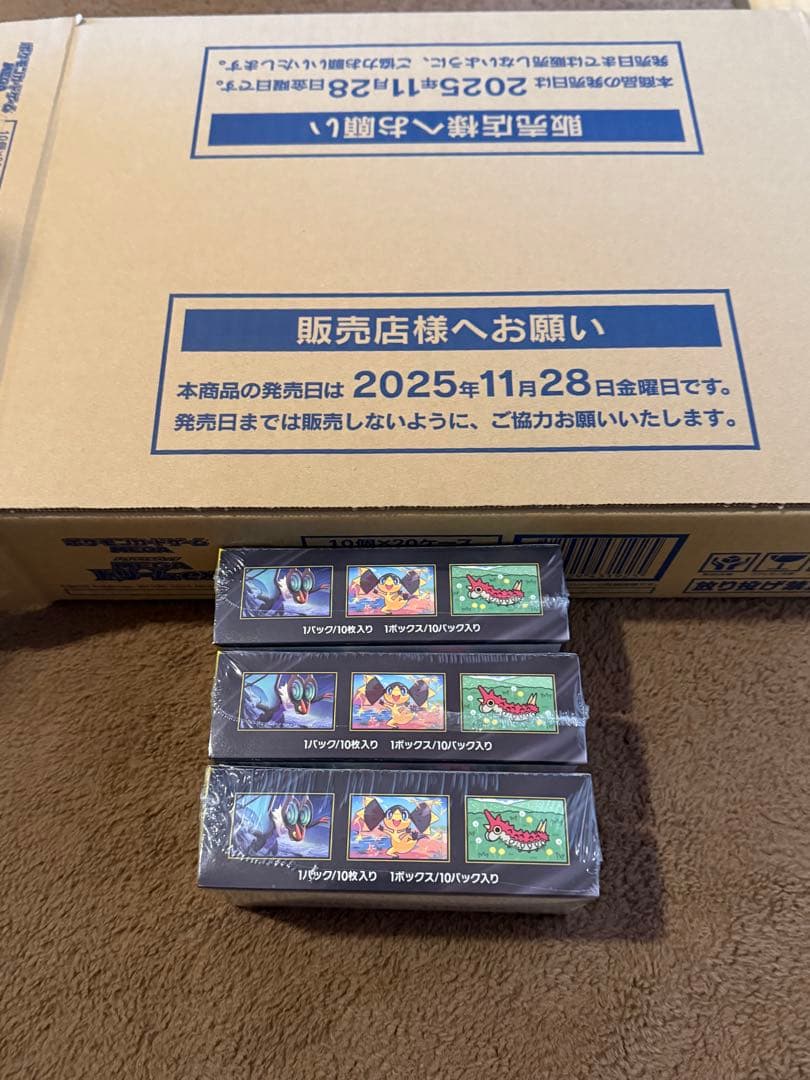 販売店様へお願い
本商品の発売日は 2025年11月28日金曜日です。
発売日までは販売しないように、ご協力お願いいたします。
販売店様へお願い
本商品の発売日は 2025年11月28日金曜日です。
発売日までは販売しないように、ご協力お願いいたします。
10個×20ケース
1パック/10枚入り 1ボックス/10パック入り
1パック/10枚入り 1ボックス/10パック入り
1パック/10枚入り 1ボックス/10パック入り